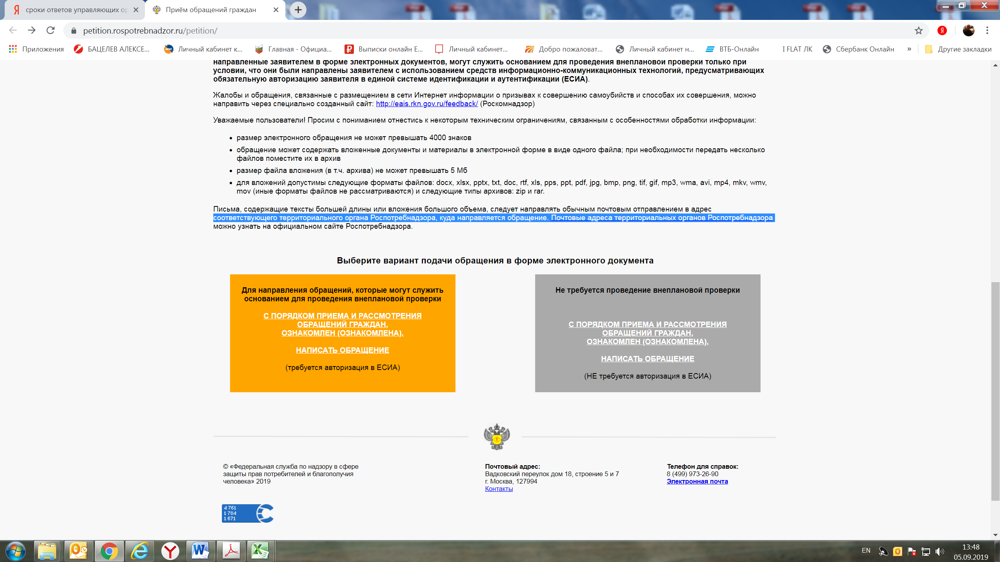 сроки ответов управляющих ор
Приём обращений граждан
petition.rospotrebnadzor.ru/petition/
Приложения
БАЦЕЛЕВ АЛЕКСЕ...
Личный кабинет к...
Главная - Официа...
Выписки онлайн Е...
Личный кабинет...
Добро пожаловат...
Личный кабинет н...
ВТБ-Онлайн
I FLAT ЛК
Сбербанк Онлайн
»
Другие закладки
направленные заявителем в форме электронных документов, могут служить основанием для проведения внеплановой проверки только при
условии, что они были направлены заявителем с использованием средств информационно-коммуникационных технологий, предусматривающих
обязательную авторизацию заявителя в единой системе идентификации и аутентификации (ЕСИА).
Жалобы и обращения, связанные с размещением в сети Интернет информации о призывах к совершению самоубийств и способах их совершения, можно
направить через специально созданный сайт: http://eais.rkn.gov.ru/feedback/ (Роскомнадзор)
Уважаемые пользователи! Просим с пониманием отнестись к некоторым техническим ограничениям, связанным с особенностями обработки информации:
• размер электронного обращения не может превышать 4000 знаков
• обращение может содержать вложенные документы и материалы в электронной форме в виде одного файла; при необходимости передать несколько
файлов поместите их в архив
• размер файла вложения (в т.ч. архива) не может превышать 5 Мб
• для вложений допустимы следующие форматы файлов: docx, xlsx, pptx, txt, doc, rtf, xls, pps, ppt, pdf, jpg, bmp, png, tif, gif, mp3, wma, avi, mp4, mkv, wmv,
mov (иные форматы файлов не рассматриваются) и следующие типы архивов: zip и rar.
Письма, содержащие тексты большей длины или вложения большого объема, следует направлять обычным почтовым отправлением в адрес
соответствующего территориального органа Роспотребнадзора, куда направляется обращение. Почтовые адреса территориальных органов Роспотребнадзора
можно узнать на официальном сайте Роспотребнадзора.
Выберите вариант подачи обращения в форме электронного документа
Для направления обращений, которые могут служить
основанием для проведения внеплановой проверки
С ПОРЯДКОМ ПРИЕМА И РАССМОТРЕНИЯ
ОБРАЩЕНИЙ ГРАЖДАН,
ОЗНАКОМЛЕН (ОЗНАКОМЛЕНА).
НАПИСАТЬ ОБРАЩЕНИЕ
(требуется авторизация в ЕСИА)
Не требуется проведение внеплановой проверки
С ПОРЯДКОМ ПРИЕМА И РАССМОТРЕНИЯ
ОБРАЩЕНИЙ ГРАЖДАН,
ОЗНАКОМЛЕН (ОЗНАКОМЛЕНА).
НАПИСАТЬ ОБРАЩЕНИЕ
(НЕ требуется авторизация в ЕСИА)
© «Федеральная служба по надзору в сфере
защиты прав потребителей и благополучия
человека» 2019
Почтовый адрес:
Вадковский переулок дом 18, строение 5 и 7
г. Москва, 127994
Контакты
Телефон для справок:
8 (499) 973-26-90
Электронная почта
4 761
1 784
1 671
EN
13:48
05.09.2019